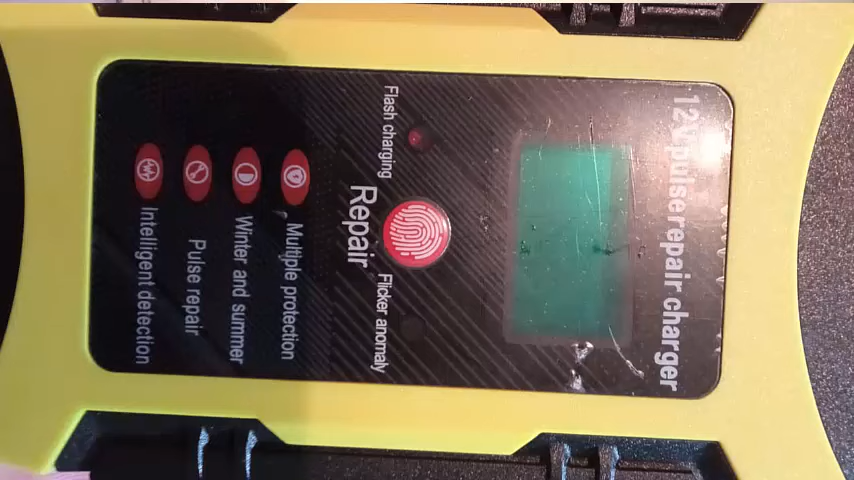 12V pulse repair charger
Flash charging
Flicker anomaly
Repair
Multiple protection
Winter and summer
Pulse repair
Intelligent detection